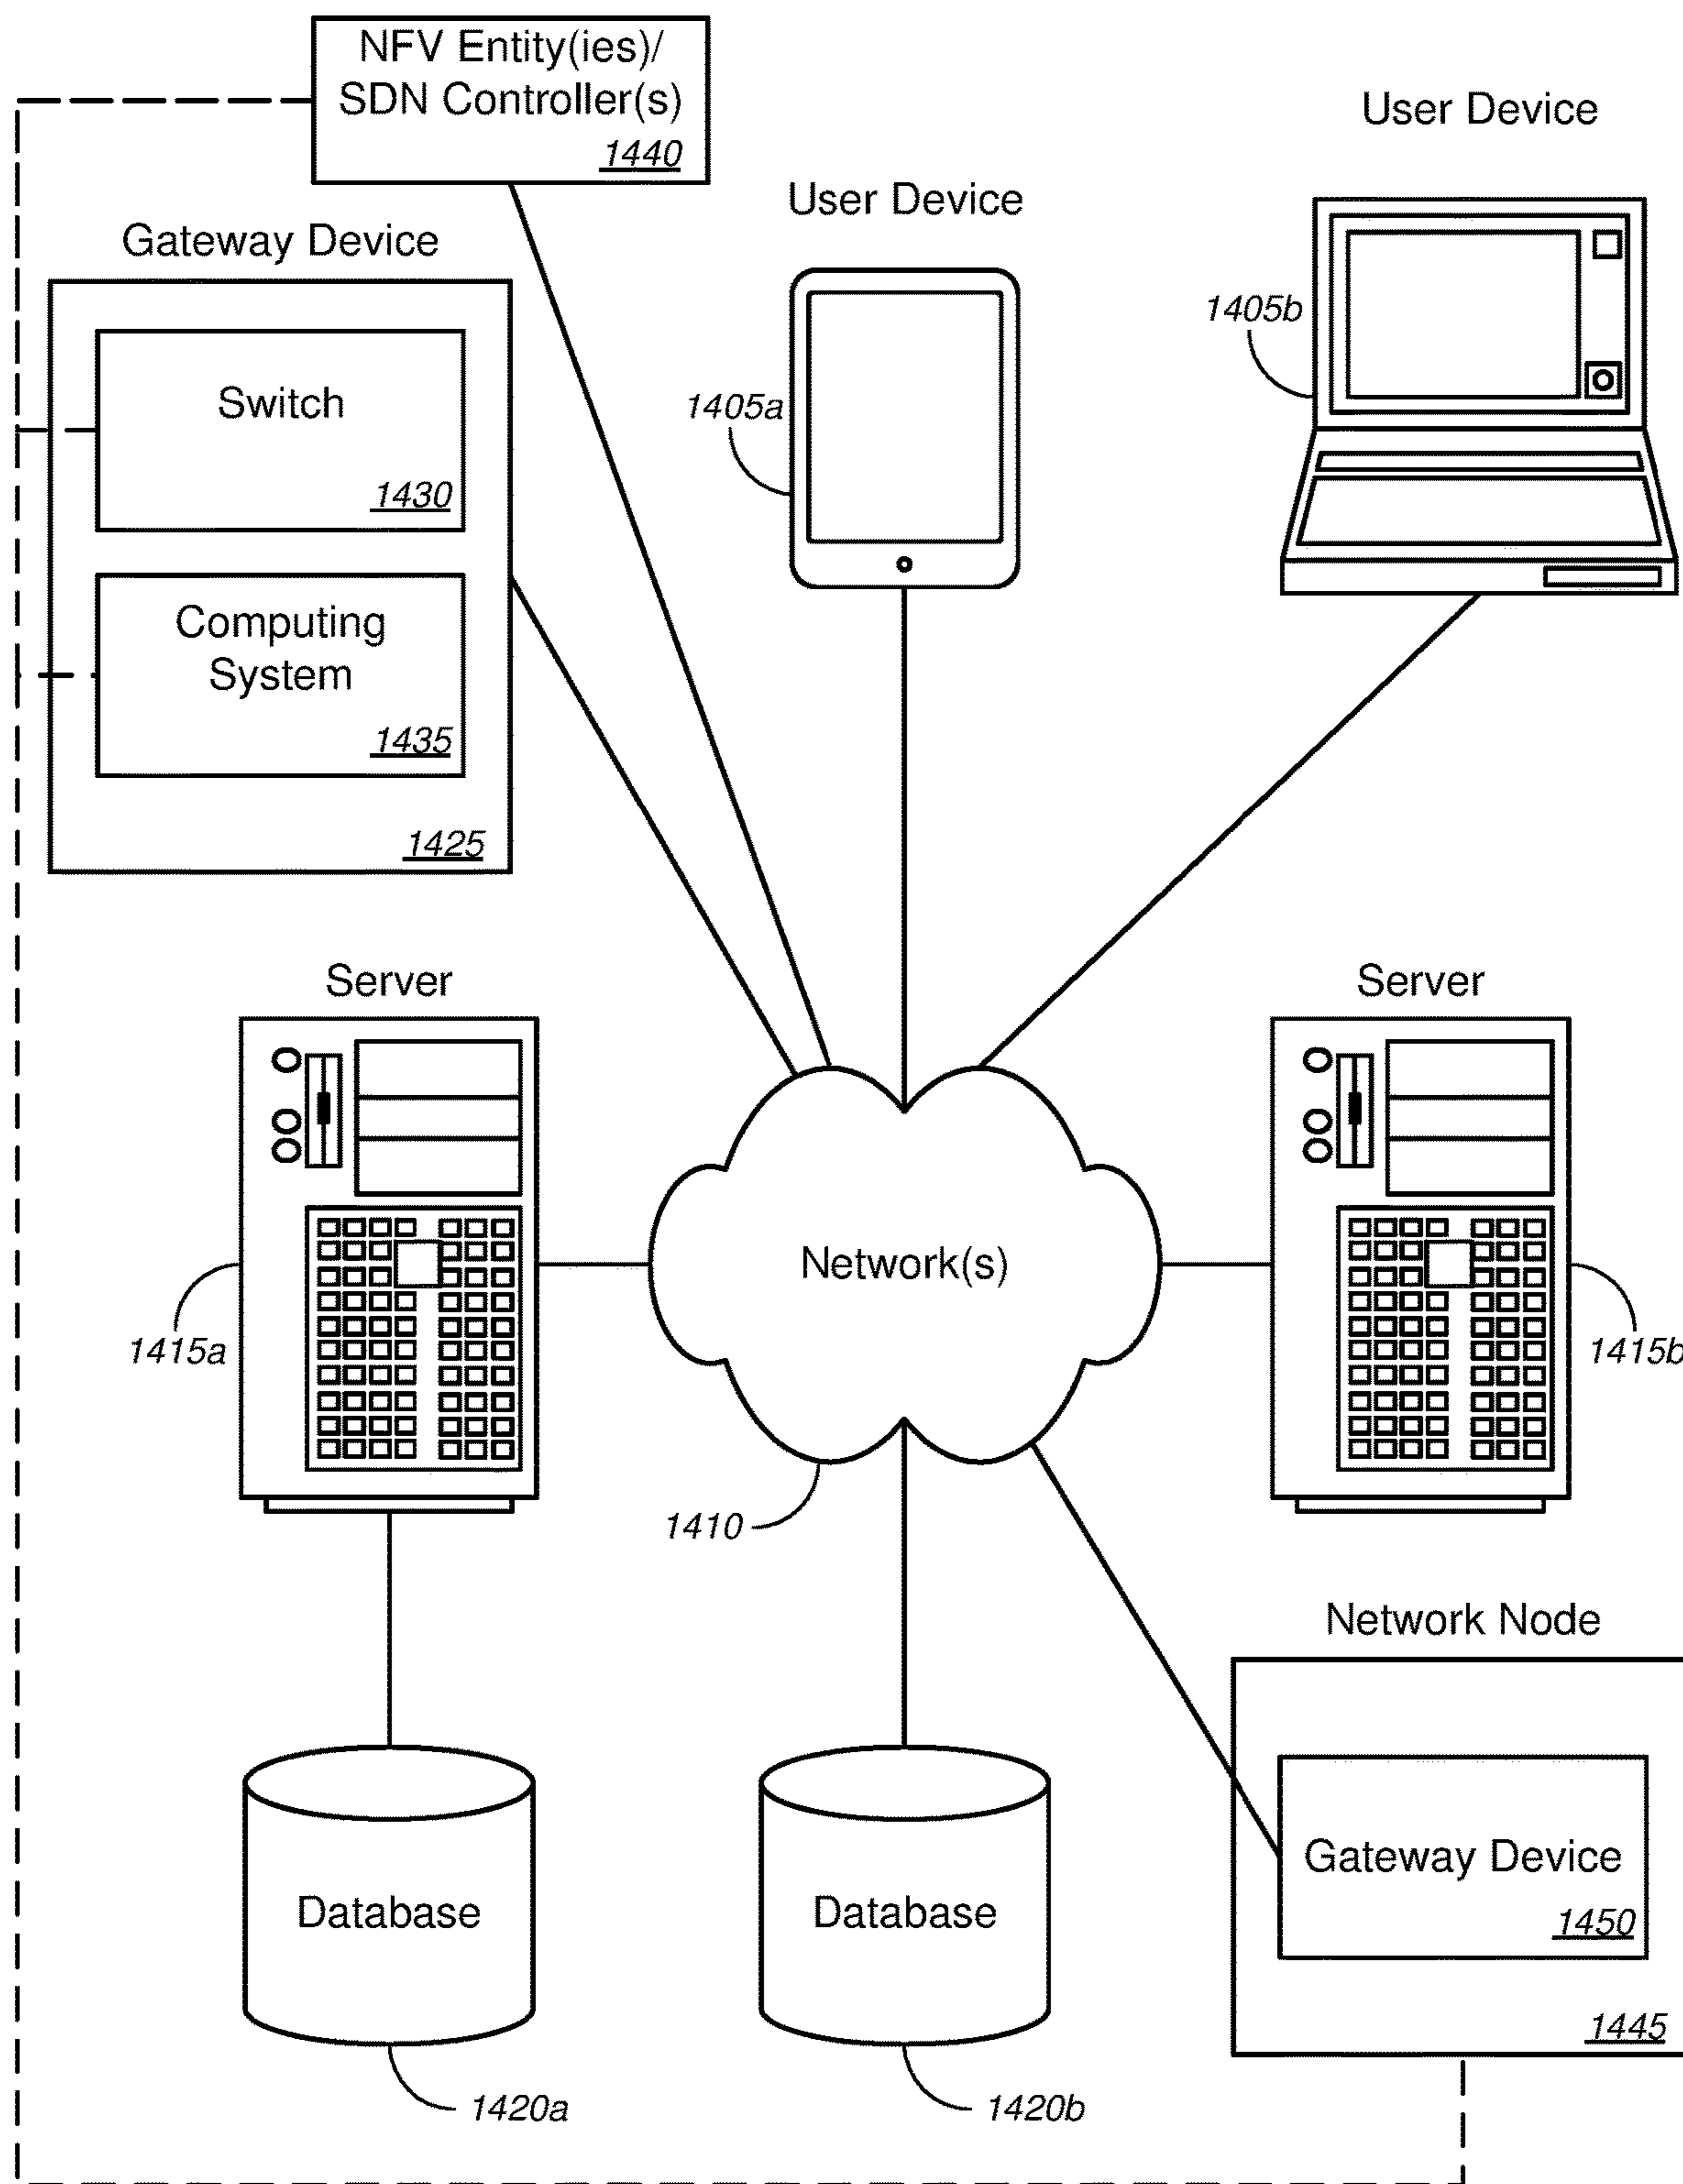 NFV Entity(ies)/
SDN Controller(s)
1440
User Device
User Device
Gateway Device
1405b
Switch
1405a
1430
Computing
System
1435
1425
Server
Server
Network(s)
1415a
1415b
1410
Network Node
Gateway Device
Database
Database
1450
1445
1420a
1420b